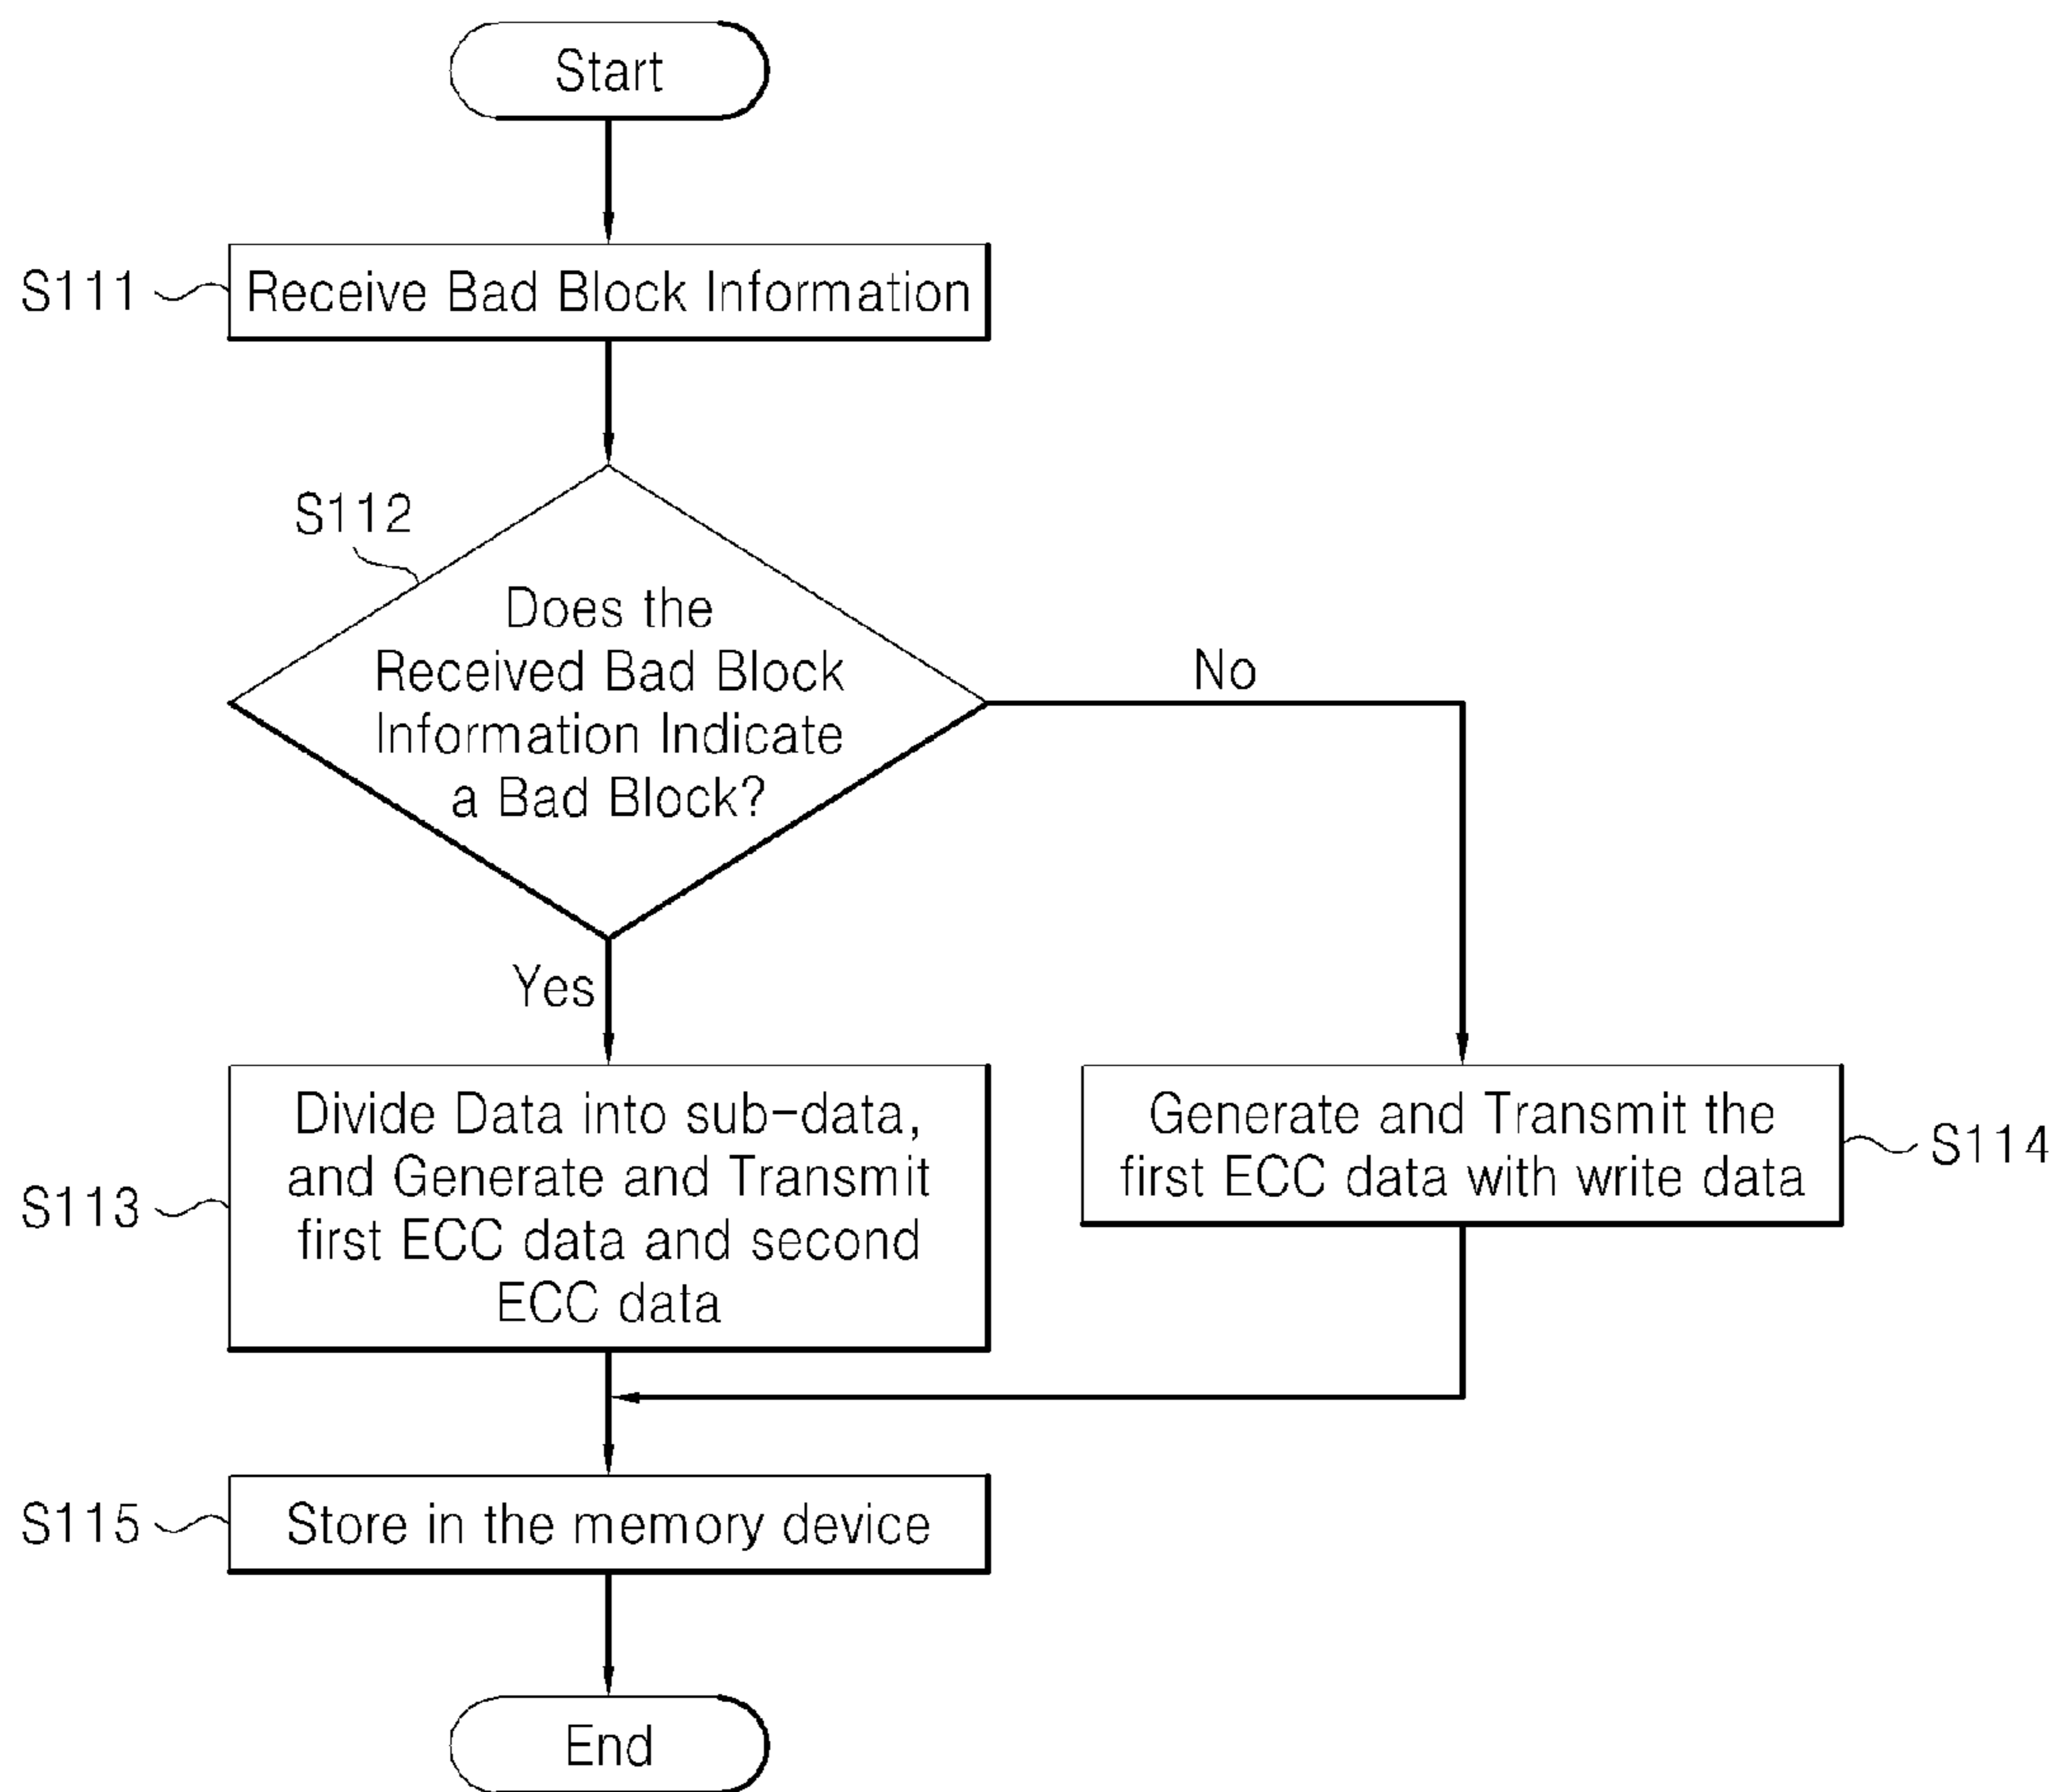 Start
S111
Receive Bad Block Information
S112
Does the
Received Bad Block
Information Indicate
a Bad Block?
No
Yes
Divide Data into sub-data,
and Generate and Transmit
first ECC data and second
ECC data
S113
Generate and Transmit the
first ECC data with write data
S114
S115
Store in the memory device
End